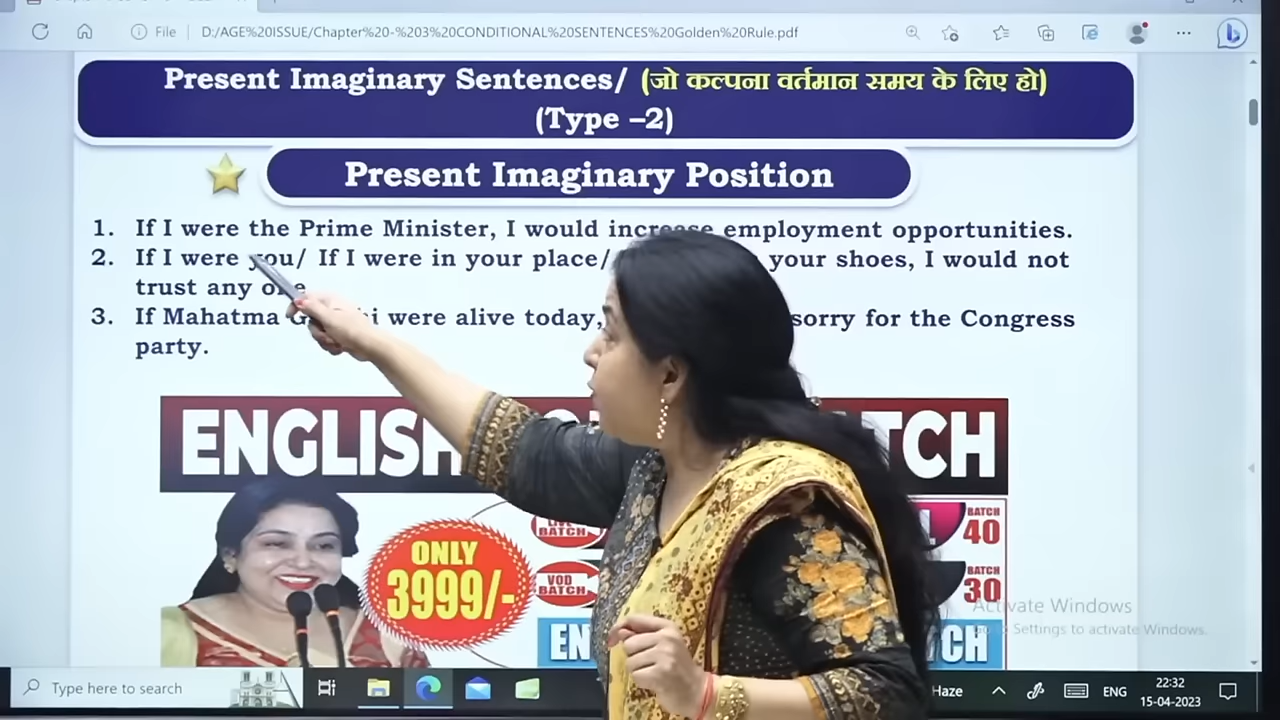 File
D:/AGE%20ISSUE/Chapter%20-%203%20CONDITIONAL%20SENTENCES%20Golden%20Rule.pdf
Present Imaginary Sentences/ (जो कल्पना वर्तमान समय के लिए हो)
(Type –2)
Present Imaginary Position
1. If I were the Prime Minister, I would increase employment opportunities.
2. If I were you/ If I were in your place/ your shoes, I would not
trust any one
3. If Mahatma were alive today, sorry for the Congress
party.
ENGLISH
ONLY
3999/-
BATCH
BATCH
40
VOD
BATCH
BATCH
30
Activate Windows
Settings to activate Windows.
EN
Type here to search
Haze
ENG
22:32
15-04-2023